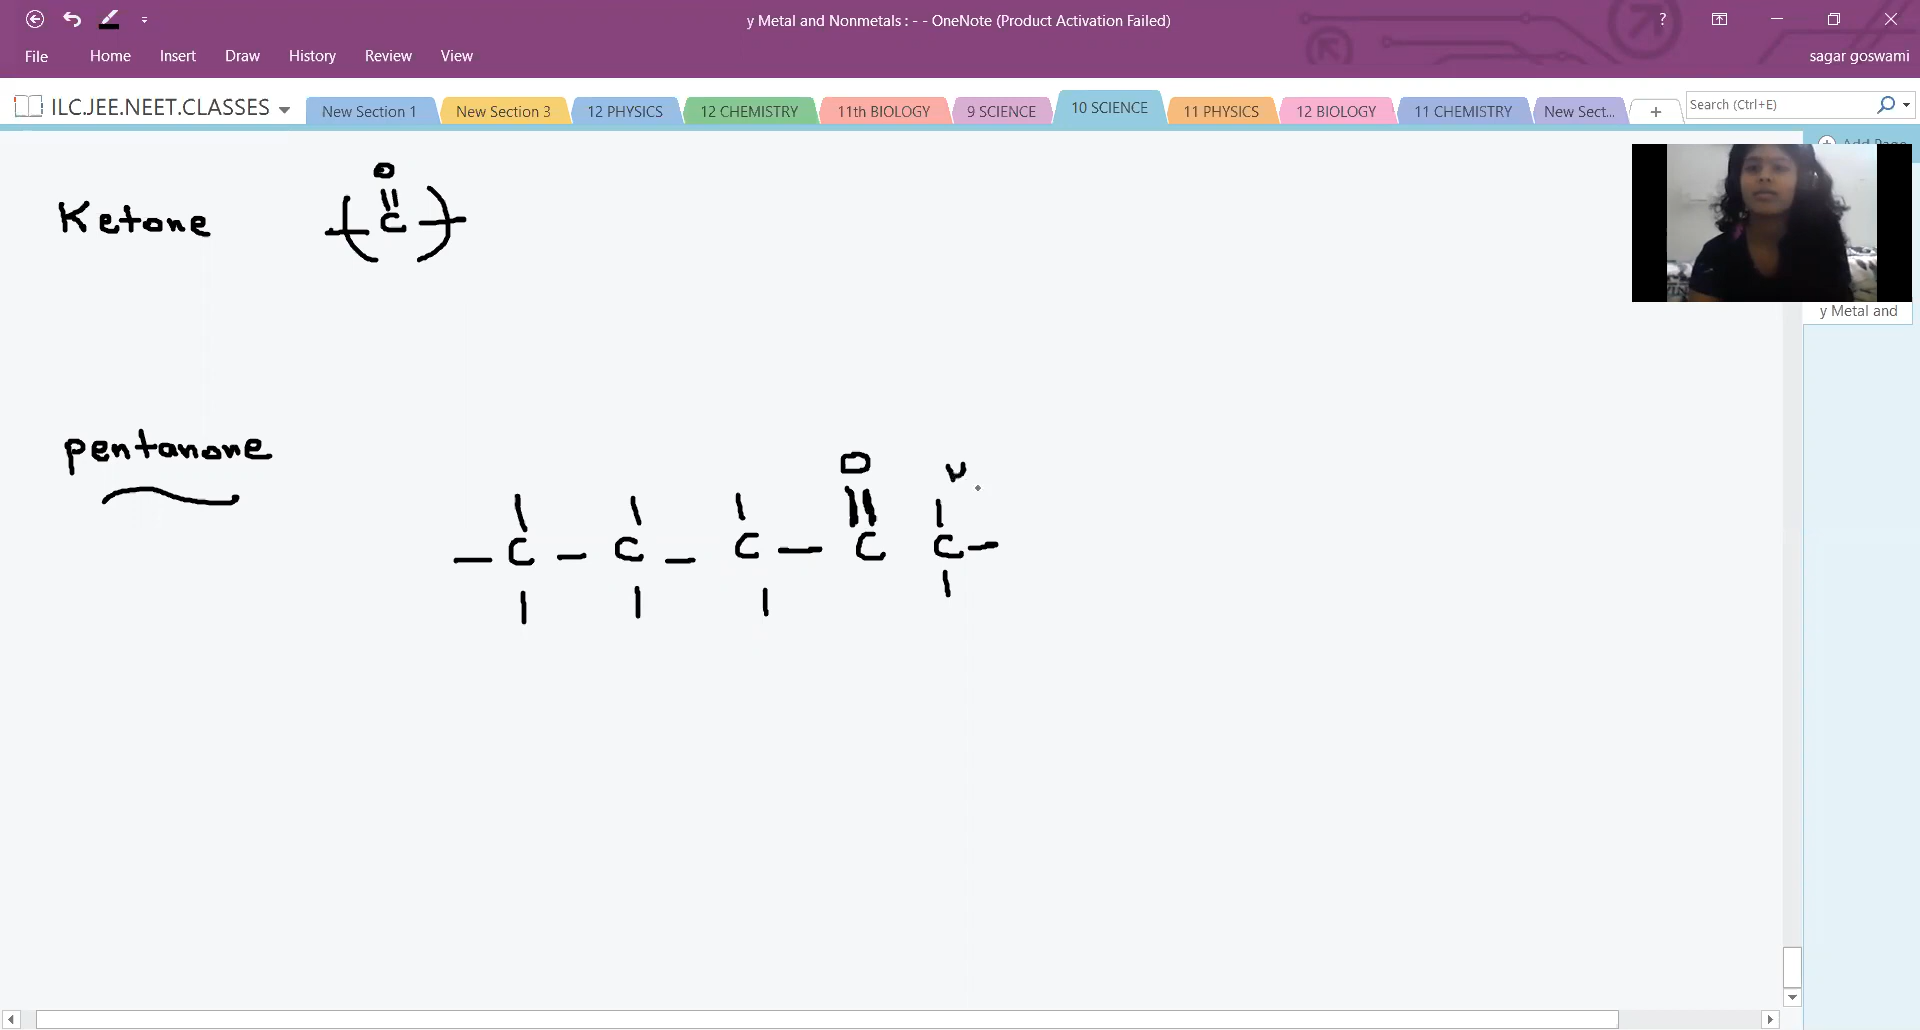 y Metal and Nonmetals : - - OneNote (Product Activation Failed)
?
File Home Insert Draw History Review View
sagar goswami
ILC.JEE.NEET.CLASSES
New Section 1 New Section 3 12 PHYSICS 12 CHEMISTRY 11th BIOLOGY 9 SCIENCE 10 SCIENCE 11 PHYSICS 12 BIOLOGY 11 CHEMISTRY New Sect... +
Search (Ctrl+E)
Add Page
y Metal and
O
Ketone C
pentanone
O
C - C - C - C C -